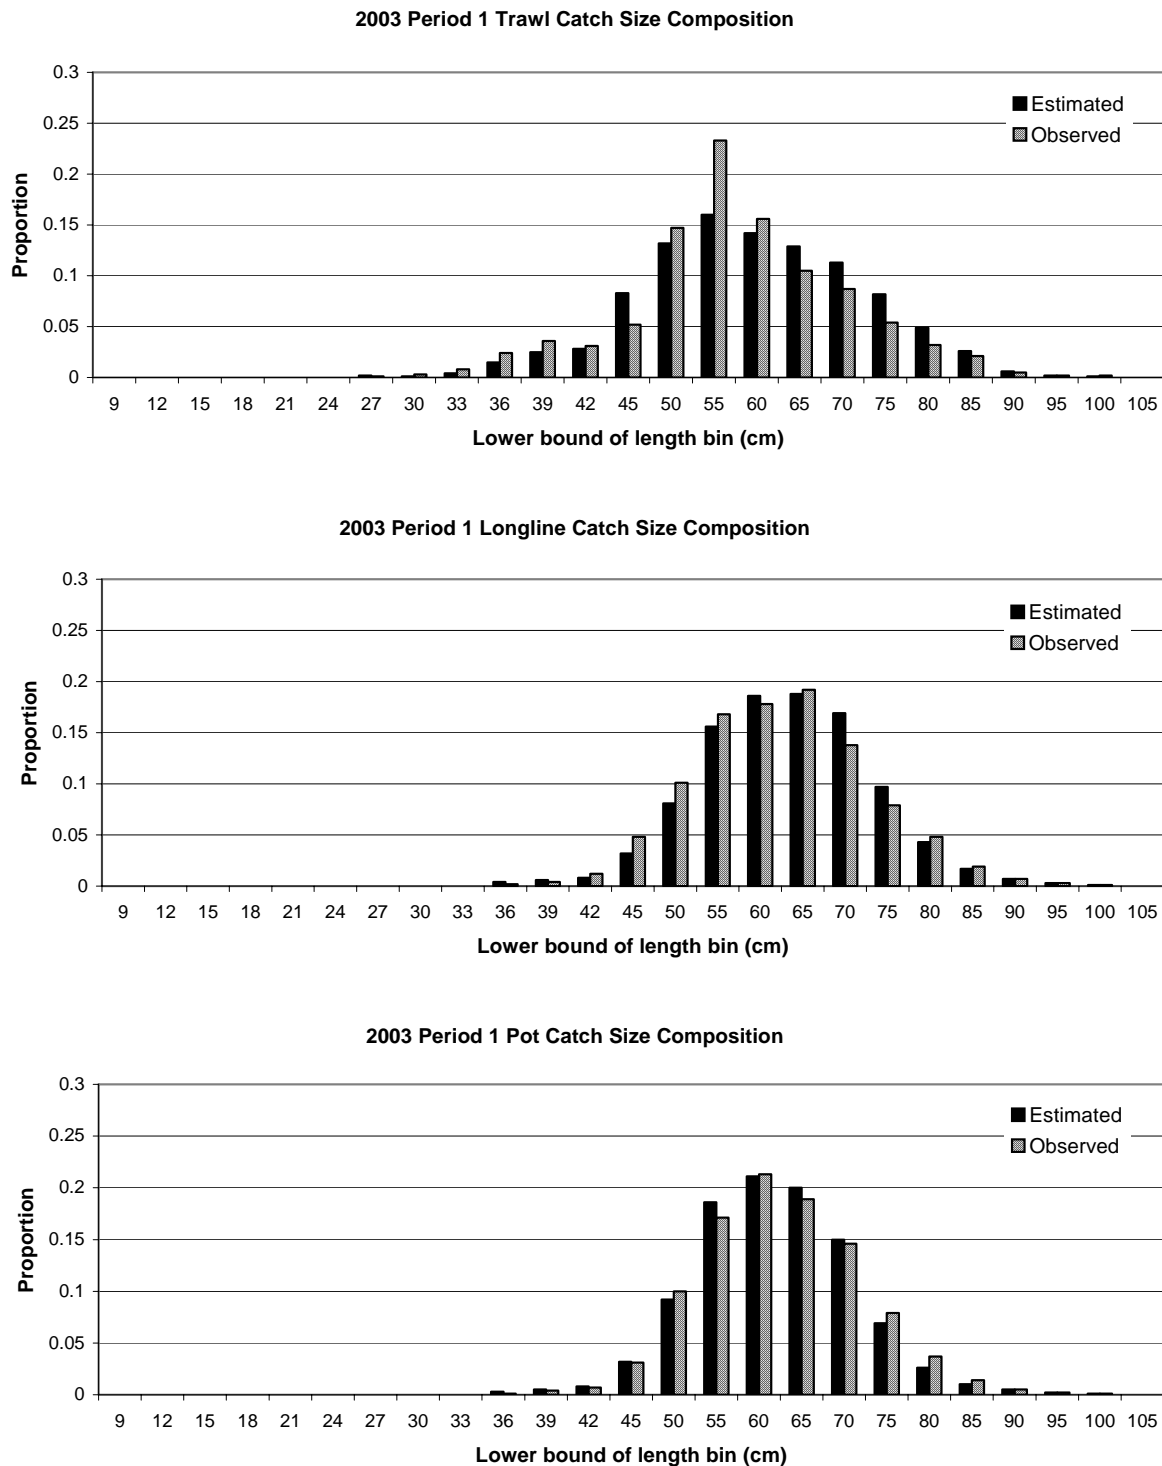 2003 Period 1 Trawl Catch Size Composition
0.3
0.25
0.2
0.15
0.1
0.05
0
Proportion
Estimated
Observed
9 12 15 18 21 24 27 30 33 36 39 42 45 50 55 60 65 70 75 80 85 90 95 100 105
Lower bound of length bin (cm)
2003 Period 1 Longline Catch Size Composition
0.3
0.25
0.2
0.15
0.1
0.05
0
Proportion
Estimated
Observed
9 12 15 18 21 24 27 30 33 36 39 42 45 50 55 60 65 70 75 80 85 90 95 100 105
Lower bound of length bin (cm)
2003 Period 1 Pot Catch Size Composition
0.3
0.25
0.2
0.15
0.1
0.05
0
Proportion
Estimated
Observed
9 12 15 18 21 24 27 30 33 36 39 42 45 50 55 60 65 70 75 80 85 90 95 100 105
Lower bound of length bin (cm)